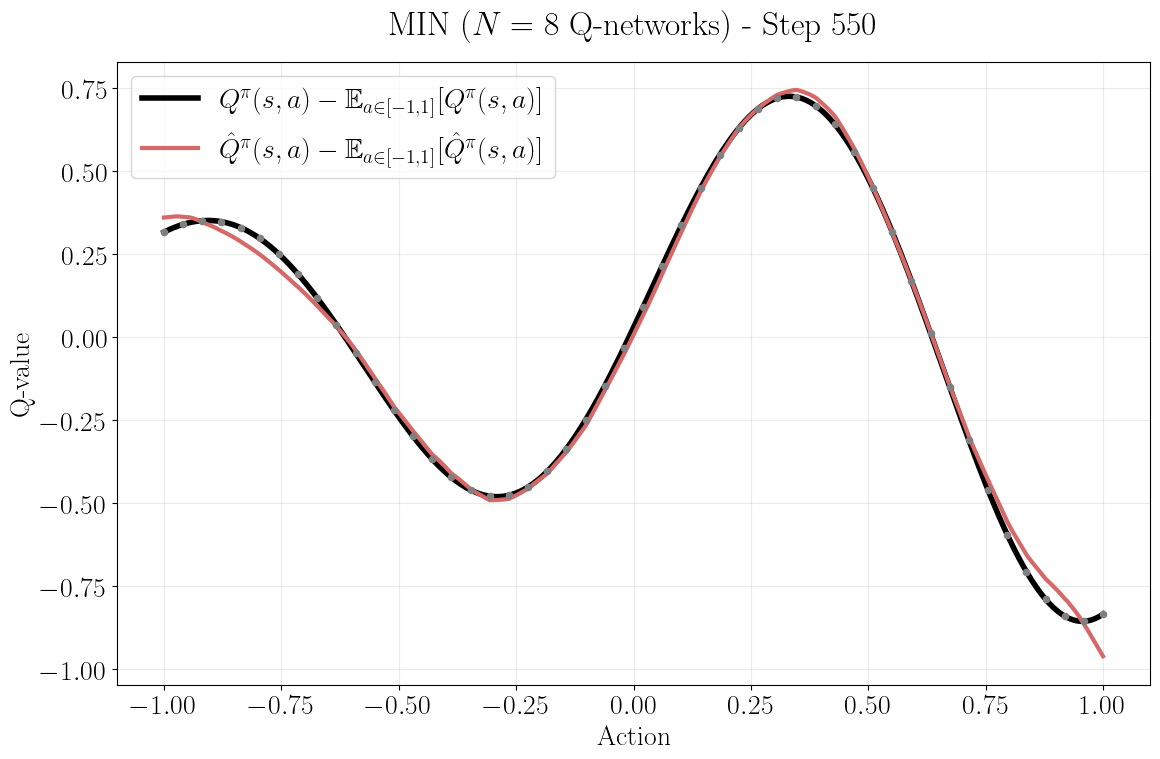 MIN (N = 8 Q-networks) - Step 550
Q^π(s, a) − 𝔼_{a∈[−1,1]}[Q^π(s, a)]
Q̂^π(s, a) − 𝔼_{a∈[−1,1]}[Q̂^π(s, a)]
0.75
0.50
0.25
0.00
−0.25
−0.50
−0.75
−1.00
Q-value
−1.00 −0.75 −0.50 −0.25 0.00 0.25 0.50 0.75 1.00
Action